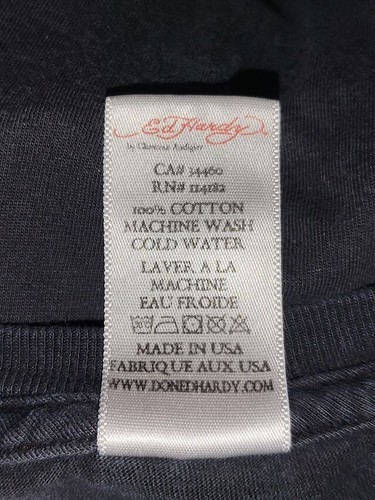 Ed Hardy
by Christian Audigier
CA# 34460
RN# 114182
100% COTTON
MACHINE WASH
COLD WATER
LAVER A LA
MACHINE
EAU FROIDE
MADE IN USA
FABRIQUE AUX USA
WWW.DONEDHARDY.COM